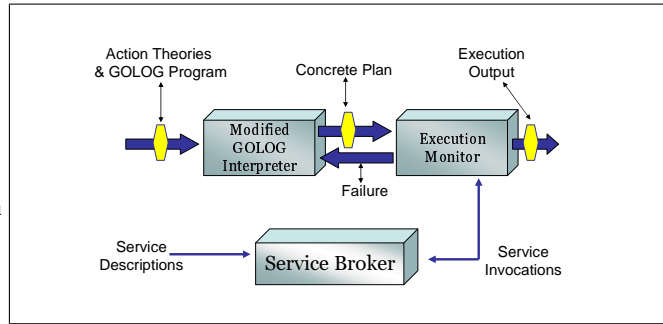 Action Theories
& GOLOG Program
Concrete Plan
Execution
Output
Modified
GOLOG
Interpreter
Execution
Monitor
Failure
Service
Descriptions
Service Broker
Service
Invocations